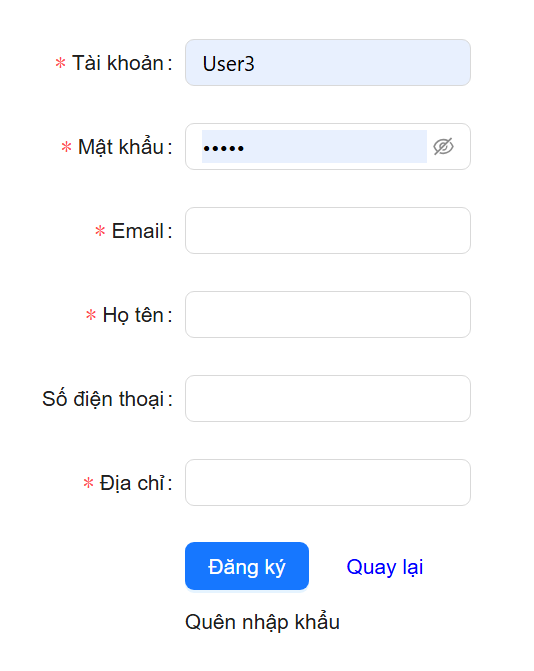 * Tài khoản: User3
* Mật khẩu: •••••
* Email:
* Họ tên:
Số điện thoại:
* Địa chỉ:
Đăng ký Quay lại
Quên nhập khẩu